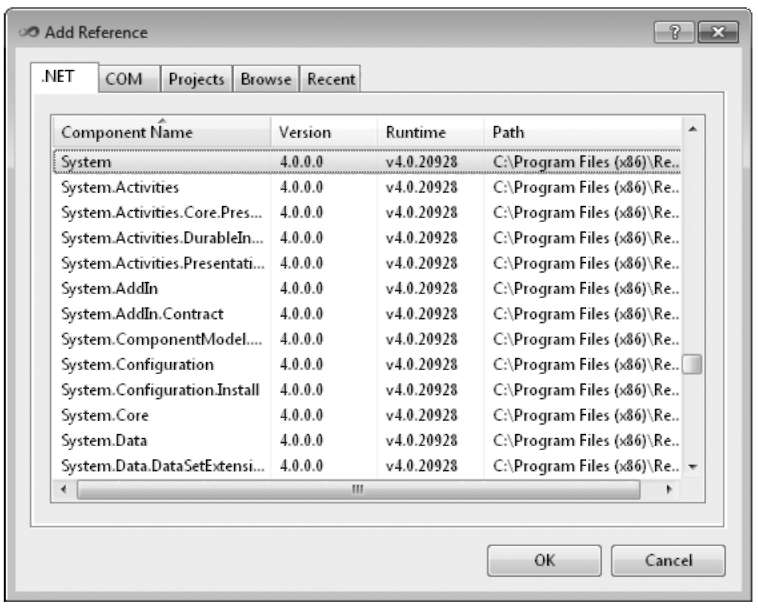 Add Reference
.NET COM Projects Browse Recent
Component Name Version Runtime Path
System 4.0.0.0 v4.0.20928 C:\Program Files (x86)\Re..
System.Activities 4.0.0.0 v4.0.20928 C:\Program Files (x86)\Re..
System.Activities.Core.Pres... 4.0.0.0 v4.0.20928 C:\Program Files (x86)\Re..
System.Activities.DurableIn... 4.0.0.0 v4.0.20928 C:\Program Files (x86)\Re..
System.Activities.Presentati... 4.0.0.0 v4.0.20928 C:\Program Files (x86)\Re..
System.AddIn 4.0.0.0 v4.0.20928 C:\Program Files (x86)\Re..
System.AddIn.Contract 4.0.0.0 v4.0.20928 C:\Program Files (x86)\Re..
System.ComponentModel.... 4.0.0.0 v4.0.20928 C:\Program Files (x86)\Re..
System.Configuration 4.0.0.0 v4.0.20928 C:\Program Files (x86)\Re..
System.Configuration.Install 4.0.0.0 v4.0.20928 C:\Program Files (x86)\Re..
System.Core 4.0.0.0 v4.0.20928 C:\Program Files (x86)\Re..
System.Data 4.0.0.0 v4.0.20928 C:\Program Files (x86)\Re..
System.Data.DataSetExtensi... 4.0.0.0 v4.0.20928 C:\Program Files (x86)\Re..
OK Cancel